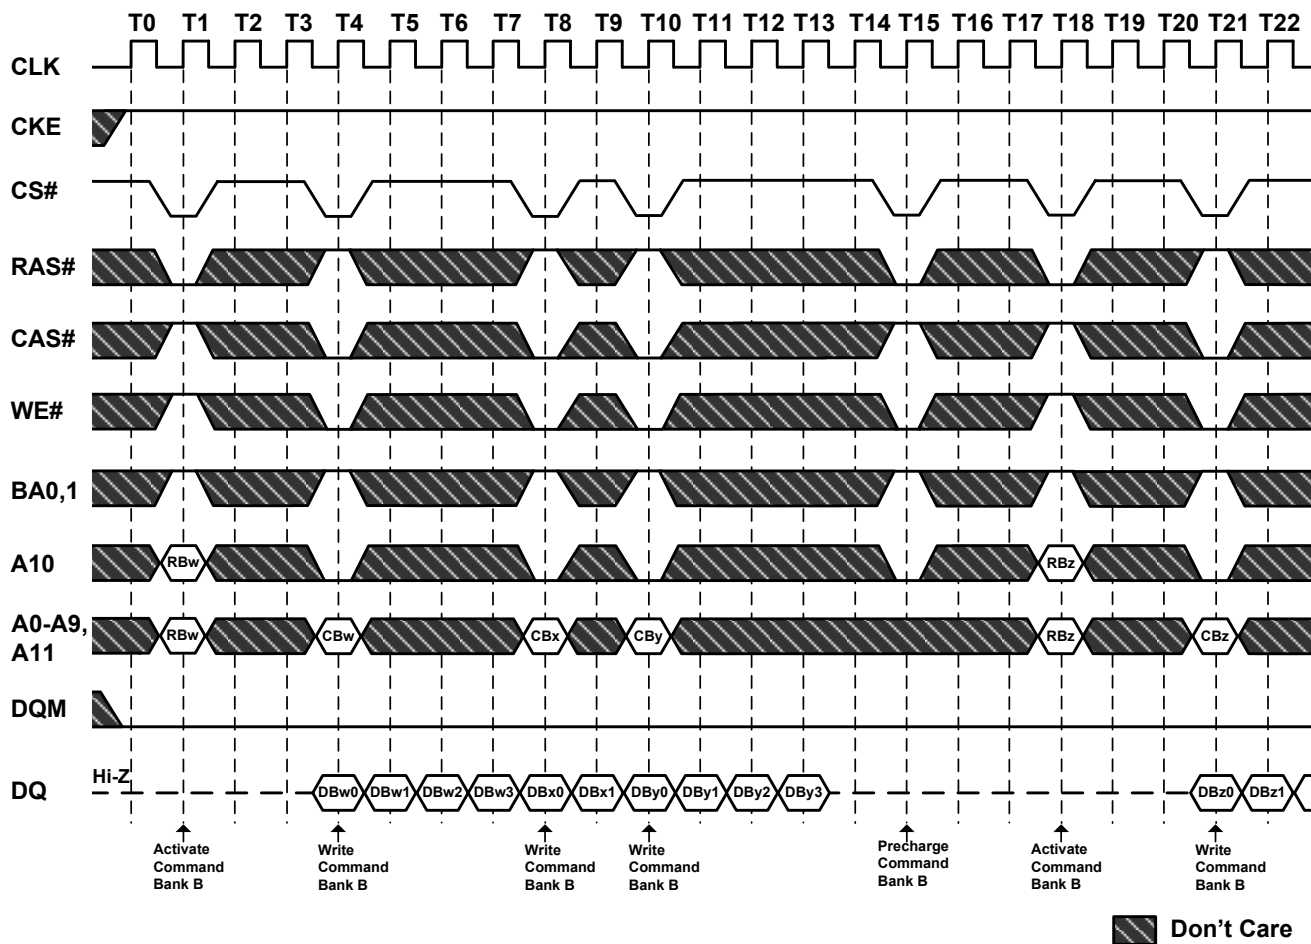 T0 T1 T2 T3 T4 T5 T6 T7 T8 T9 T10 T11 T12 T13 T14 T15 T16 T17 T18 T19 T20 T21 T22
CLK
CKE
CS#
RAS#
CAS#
WE#
BA0,1
A10 RBw RBz
A0-A9,
A11
RBw CBw CBx CBy RBz CBz
DQM
Hi-Z
DQ DBw0 DBw1 DBw2 DBw3 DBx0 DBx1 DBy0 DBy1 DBy2 DBy3 DBz0 DBz1
Activate
Command
Bank B
Write
Command
Bank B
Write
Command
Bank B
Write
Command
Bank B
Precharge
Command
Bank B
Activate
Command
Bank B
Write
Command
Bank B
Don't Care